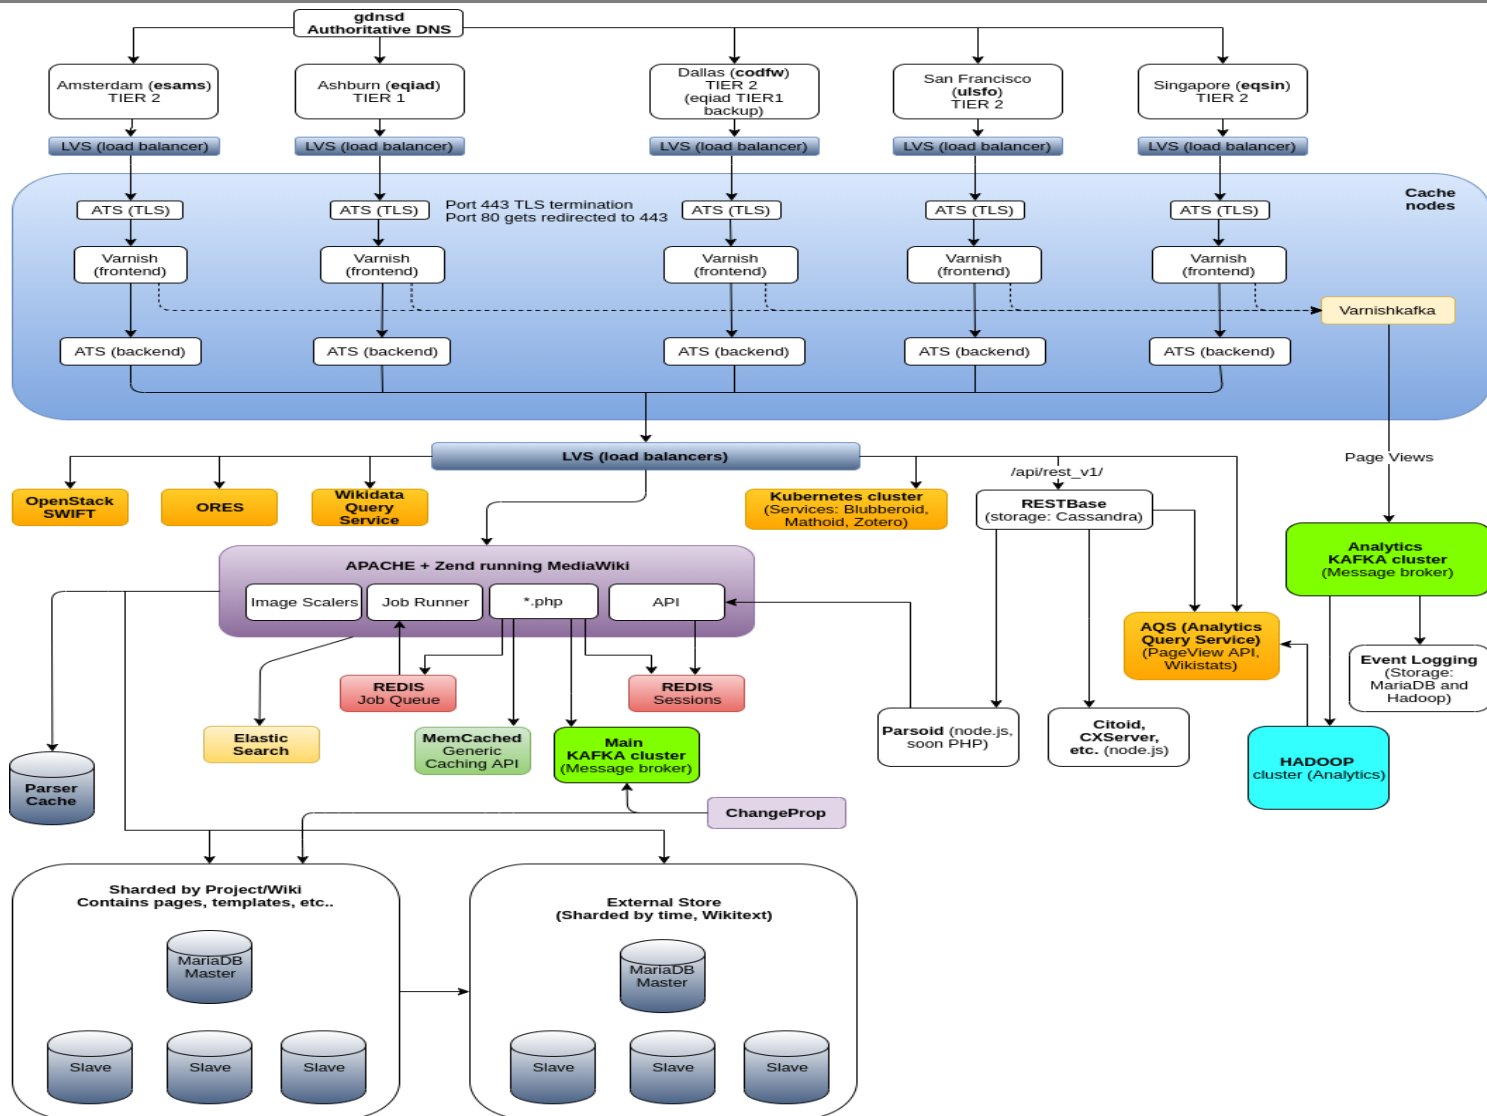 gdnsd
Authoritative DNS
Amsterdam (esams)
TIER 2
Ashburn (eqiad)
TIER 1
Dallas (codfw)
TIER 2
(eqiad TIER1
backup)
San Francisco
(ulsfo)
TIER 2
Singapore (eqsin)
TIER 2
LVS (load balancer)
LVS (load balancer)
LVS (load balancer)
LVS (load balancer)
LVS (load balancer)
Cache
nodes
ATS (TLS)
ATS (TLS)
Port 443 TLS termination
Port 80 gets redirected to 443
ATS (TLS)
ATS (TLS)
ATS (TLS)
Varnish
(frontend)
Varnish
(frontend)
Varnish
(frontend)
Varnish
(frontend)
Varnish
(frontend)
Varnishkafka
ATS (backend)
ATS (backend)
ATS (backend)
ATS (backend)
ATS (backend)
LVS (load balancers)
Page Views
/api/rest_v1/
OpenStack
SWIFT
ORES
Wikidata
Query
Service
Kubernetes cluster
(Services: Blubberoid,
Mathoid, Zotero)
RESTBase
(storage: Cassandra)
Analytics
KAFKA cluster
(Message broker)
APACHE + Zend running MediaWiki
Image Scalers
Job Runner
*.php
API
AQS (Analytics
Query Service)
(PageView API,
Wikistats)
Event Logging
(Storage:
MariaDB and
Hadoop)
REDIS
Job Queue
REDIS
Sessions
Elastic
Search
MemCached
Generic
Caching API
Main
KAFKA cluster
(Message broker)
Parsoid (node.js,
soon PHP)
Citoid,
CXServer,
etc. (node.js)
HADOOP
cluster (Analytics)
Parser
Cache
ChangeProp
Sharded by Project/Wiki
Contains pages, templates, etc..
External Store
(Sharded by time, Wikitext)
MariaDB
Master
MariaDB
Master
Slave
Slave
Slave
Slave
Slave
Slave